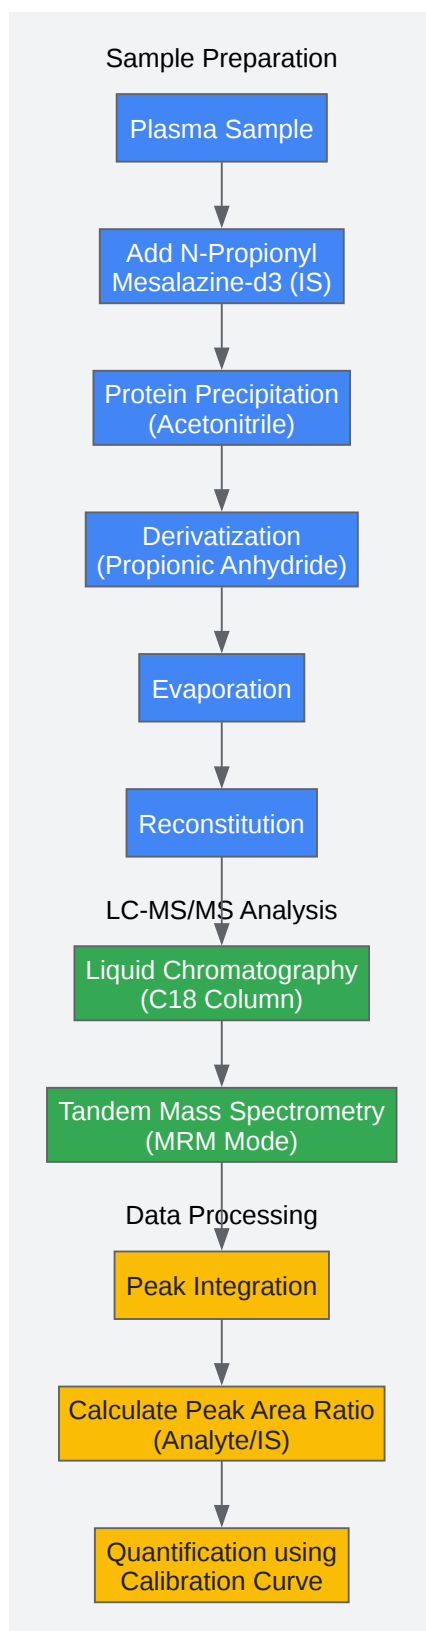 Sample Preparation
Plasma Sample
Add N-Propionyl
Mesalazine-d3 (IS)
Protein Precipitation
(Acetonitrile)
Derivatization
(Propionic Anhydride)
Evaporation
Reconstitution
LC-MS/MS Analysis
Liquid Chromatography
(C18 Column)
Tandem Mass Spectrometry
(MRM Mode)
Data Processing
Peak Integration
Calculate Peak Area Ratio
(Analyte/IS)
Quantification using
Calibration Curve